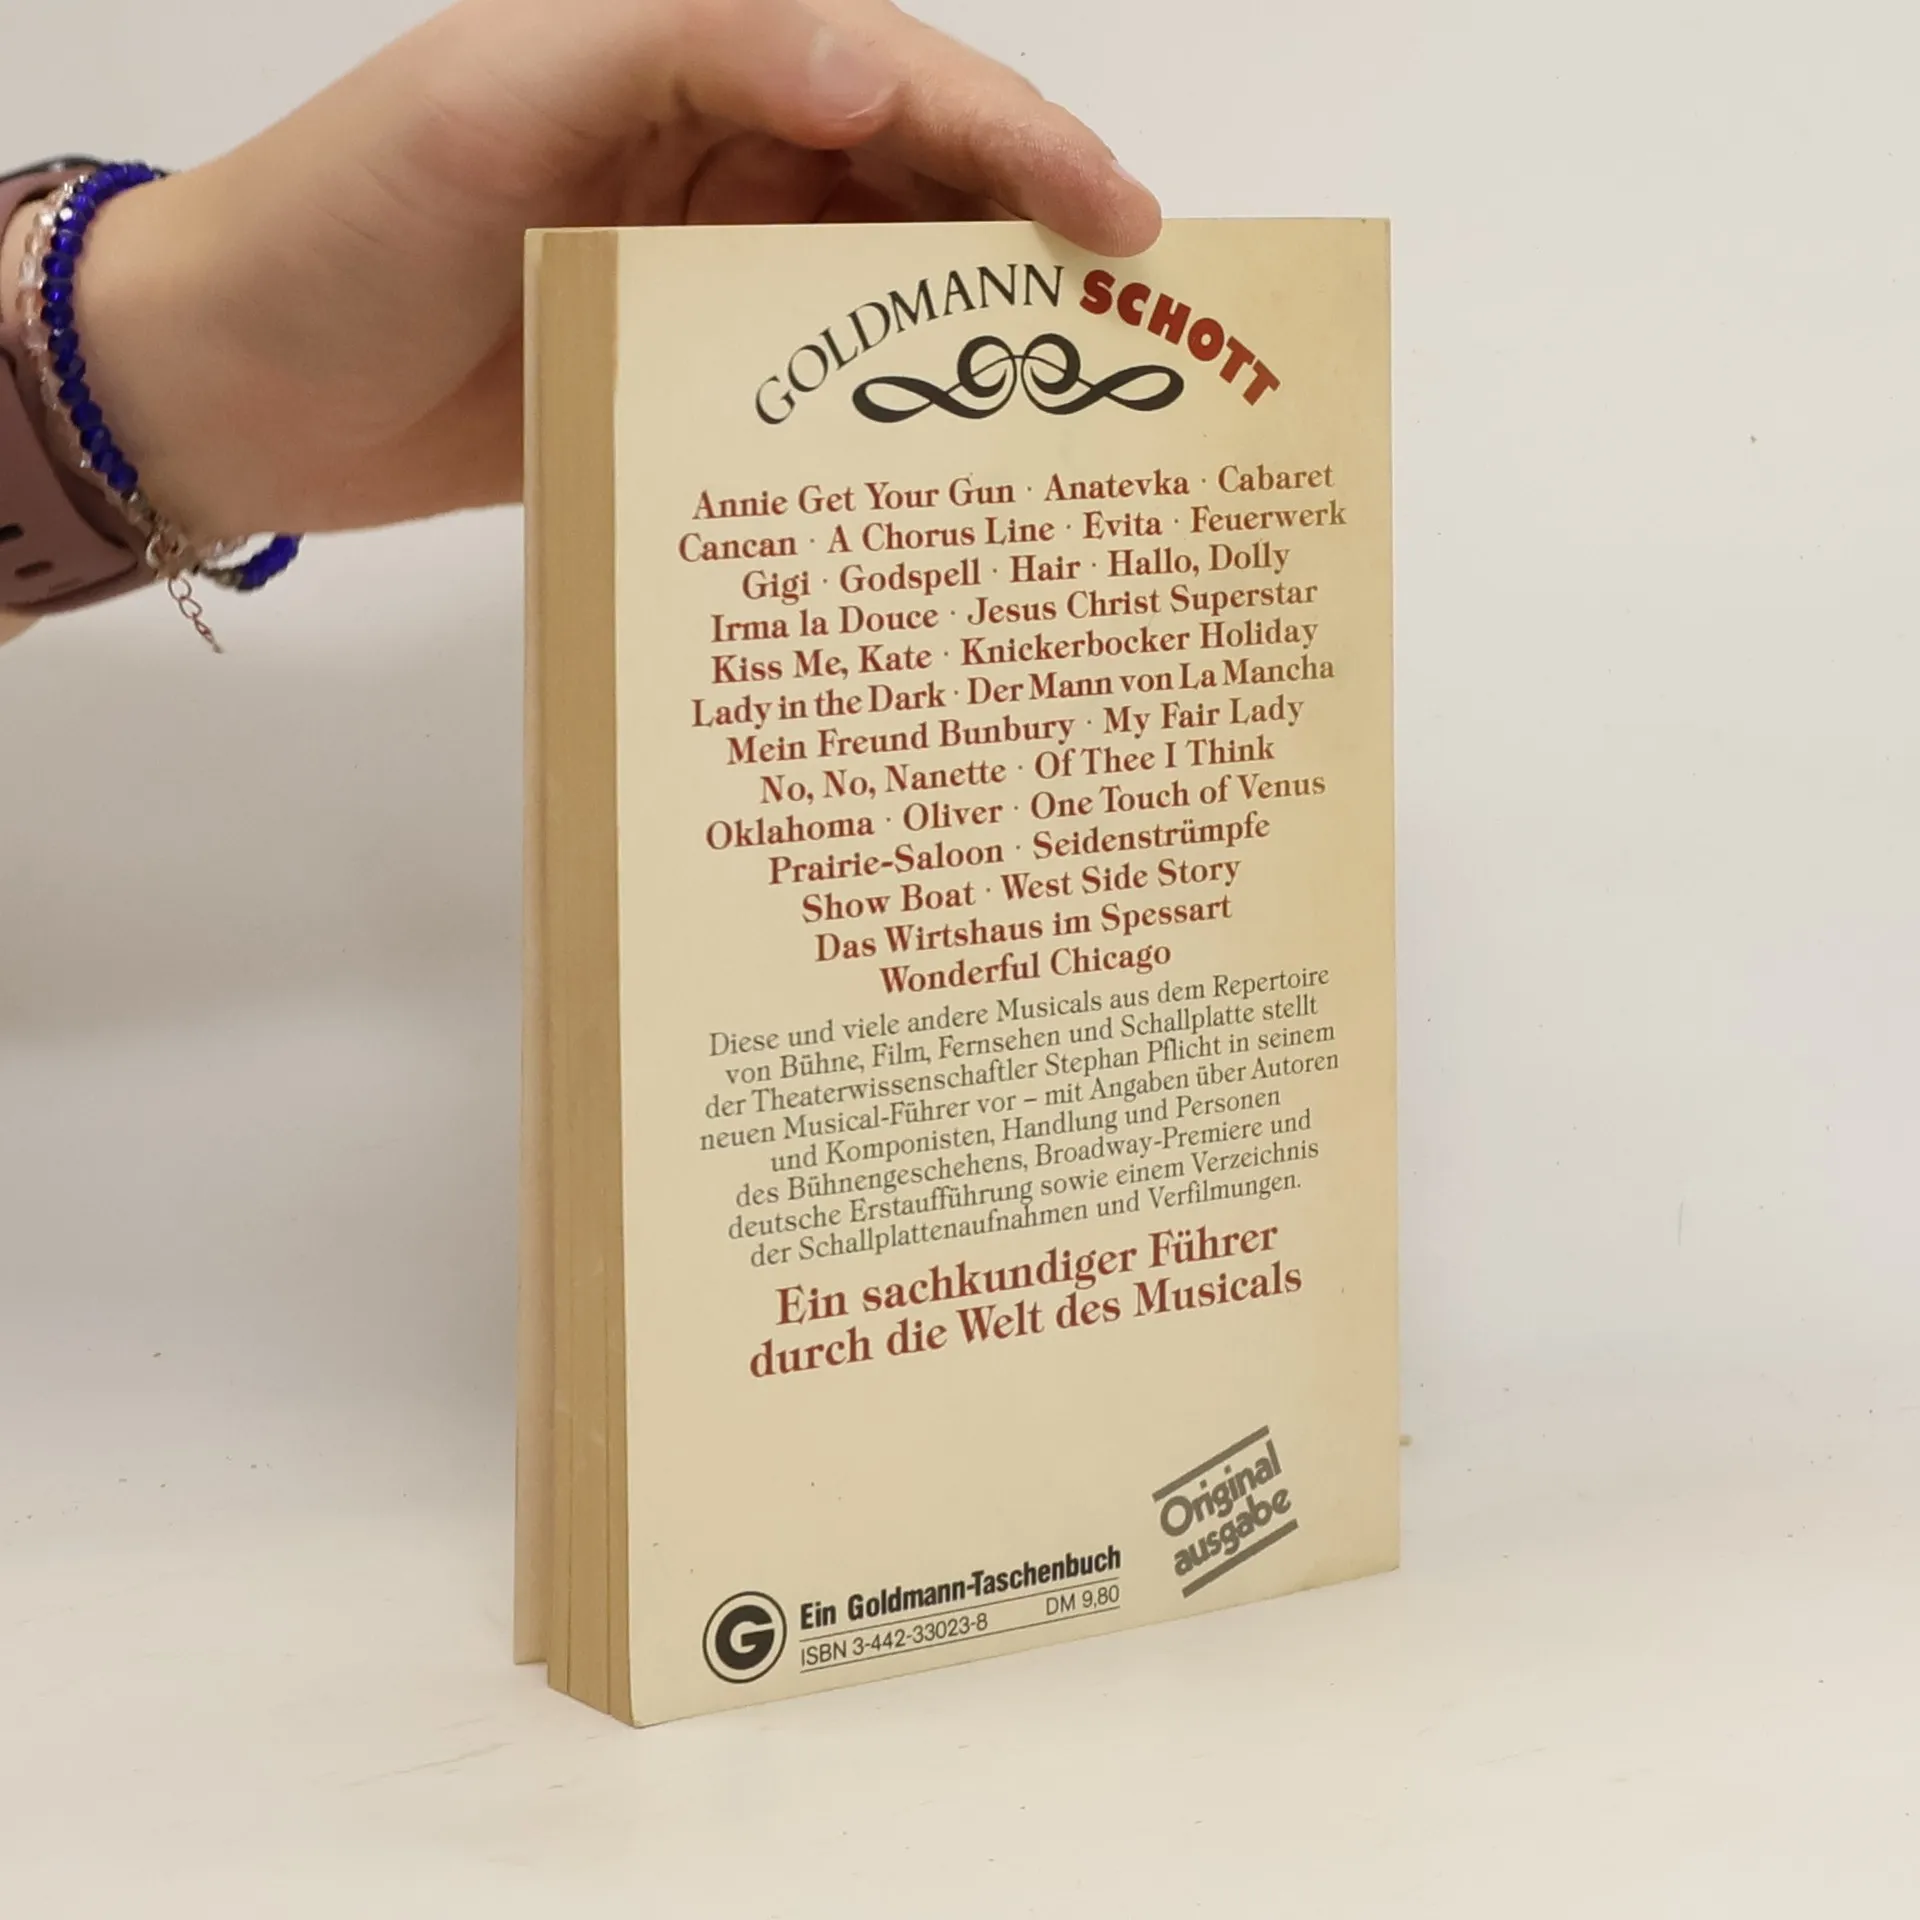 GOLDMANN SCHOTT
Annie Get Your Gun · Anatevka · Cabaret
Cancan · A Chorus Line · Evita · Feuerwerk
Gigi · Godspell · Hair · Hallo, Dolly
Irma la Douce · Jesus Christ Superstar
Kiss Me, Kate · Knickerbocker Holiday
Lady in the Dark · Der Mann von La Mancha
Mein Freund Bunbury · My Fair Lady
No, No, Nanette · Of Thee I Think
Oklahoma · Oliver · One Touch of Venus
Prairie-Saloon · Seidenstrümpfe
Show Boat · West Side Story
Das Wirtshaus im Spessart
Wonderful Chicago
Diese und viele andere Musicals aus dem Repertoire
von Bühne, Film, Fernsehen und Schallplatte stellt
der Theaterwissenschaftler Stephan Pflicht in seinem
neuen Musical-Führer vor – mit Angaben über Autoren
und Komponisten, Handlung und Personen
des Bühnengeschehens, Broadway-Premiere und
deutsche Erstaufführung sowie einem Verzeichnis
der Schallplattenaufnahmen und Verfilmungen.
Ein sachkundiger Führer
durch die Welt des Musicals
Original
ausgabe
G
Ein Goldmann-Taschenbuch
ISBN 3-442-33023-8 DM 9,80